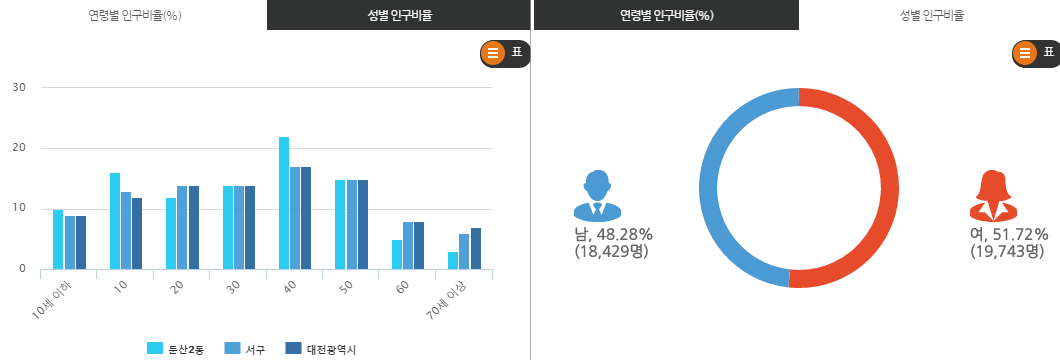 연령별 인구비율(%)
성별 인구비율
표
30
20
10
0
10세 이하
10
20
30
40
50
60
70세 이상
둔산2동
서구
대전광역시
연령별 인구비율(%)
성별 인구비율
표
남, 48.28%
(18,429명)
여, 51.72%
(19,743명)